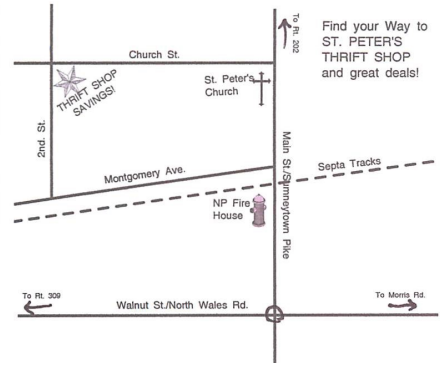 To Rt. 202
Find your Way to
ST. PETER'S
THRIFT SHOP
and great deals!
Church St.
St. Peter's
Church
THRIFT SHOP
SAVINGS!
2nd. St.
Main St./Sumneytown Pike
Montgomery Ave.
Septa Tracks
NP Fire
House
To Rt. 309
Walnut St./North Wales Rd.
To Morris Rd.